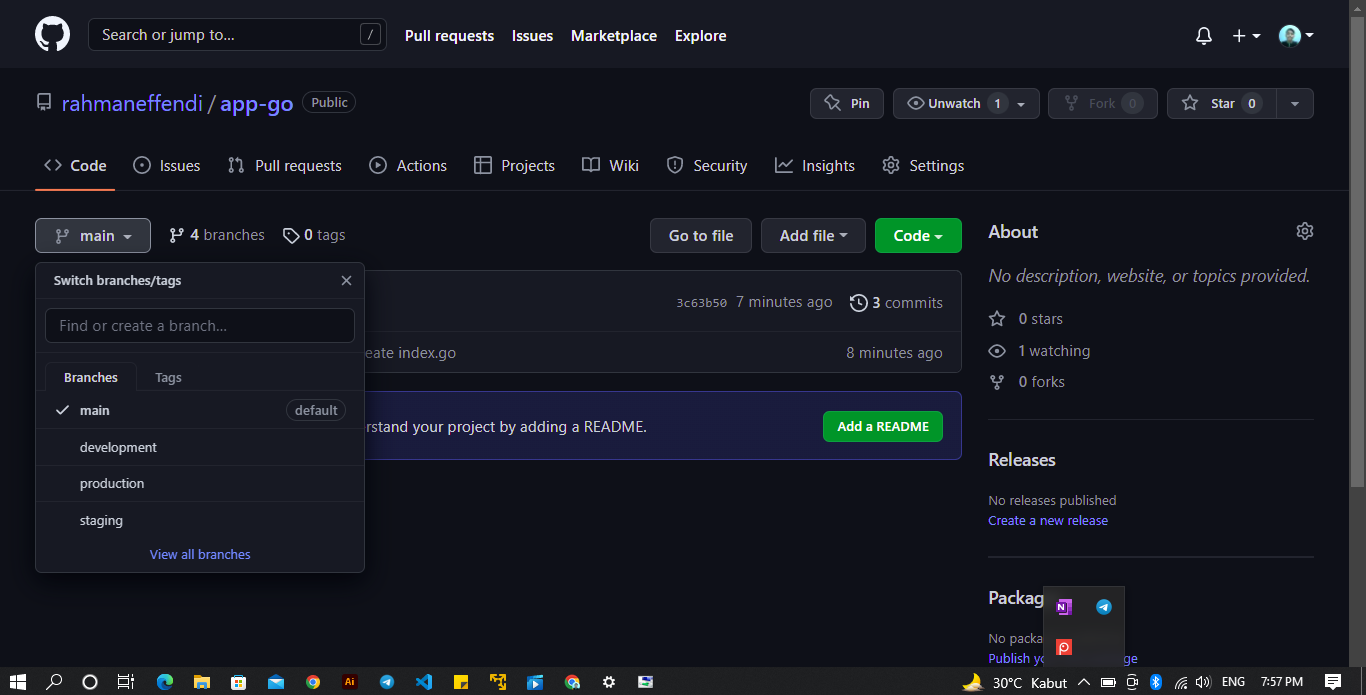 Search or jump to... /
Pull requests Issues Marketplace Explore
rahmaneffendi / app-go Public
Pin Unwatch 1 Fork 0 Star 0
Code Issues Pull requests Actions Projects Wiki Security Insights Settings
main 4 branches 0 tags Go to file Add file Code
Switch branches/tags
Find or create a branch...
Branches Tags
main default
development
production
staging
View all branches
3c63b50 7 minutes ago 3 commits
eate index.go 8 minutes ago
rstand your project by adding a README. Add a README
About
No description, website, or topics provided.
0 stars
1 watching
0 forks
Releases
No releases published
Create a new release
Packag
No packa
Publish yo ge
N
Ai
30°C Kabut ENG 7:57 PM